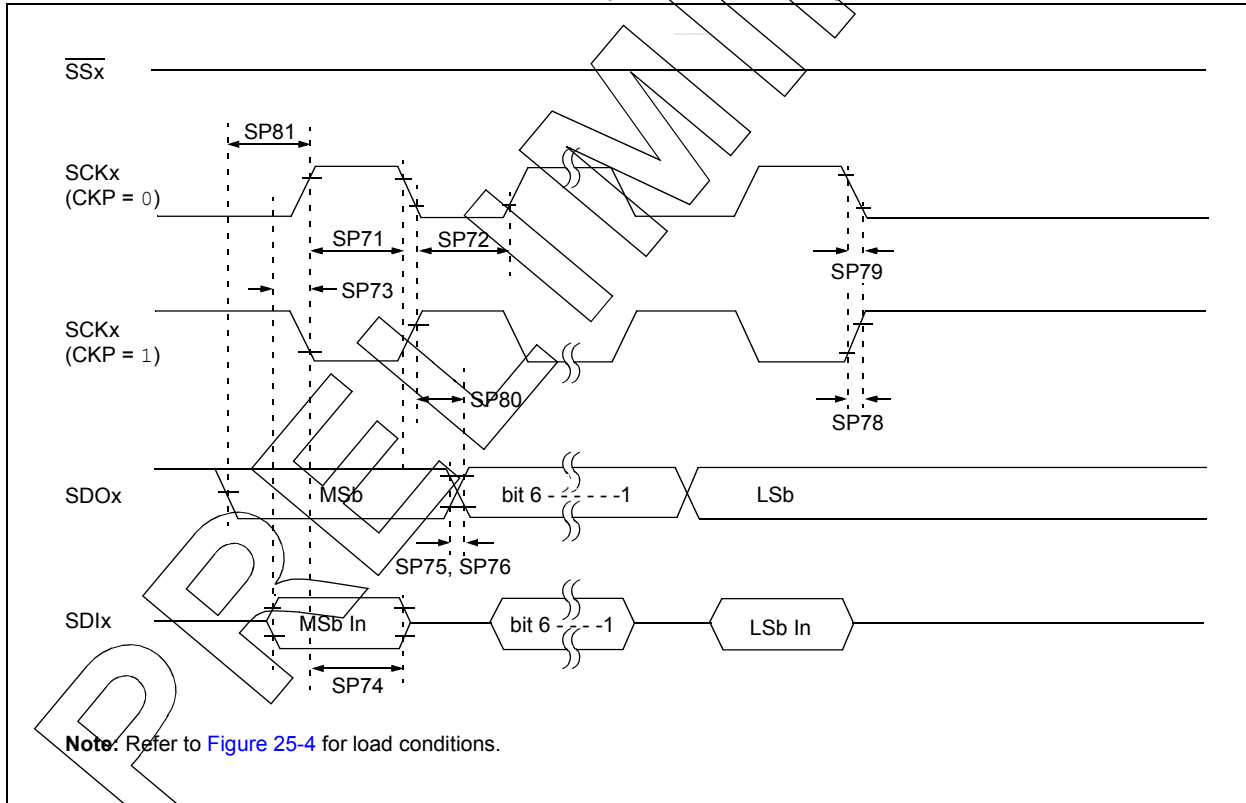 SSx
SP81
SCKx
(CKP = 0)
SP71
SP72
SP79
SP73
SCKx
(CKP = 1)
SP80
SP78
SDOx
MSb
bit 6 - - - - - -1
LSb
SP75, SP76
SDIx
MSb In
bit 6 - - - -1
LSb In
SP74
Note: Refer to Figure 25-4 for load conditions.